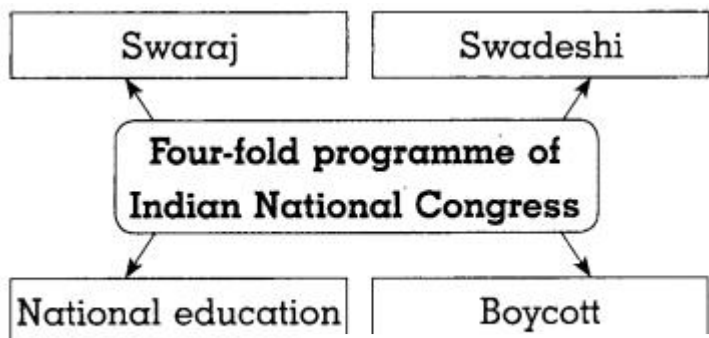 Swaraj
Swadeshi
Four-fold programme of
Indian National Congress
National education
Boycott